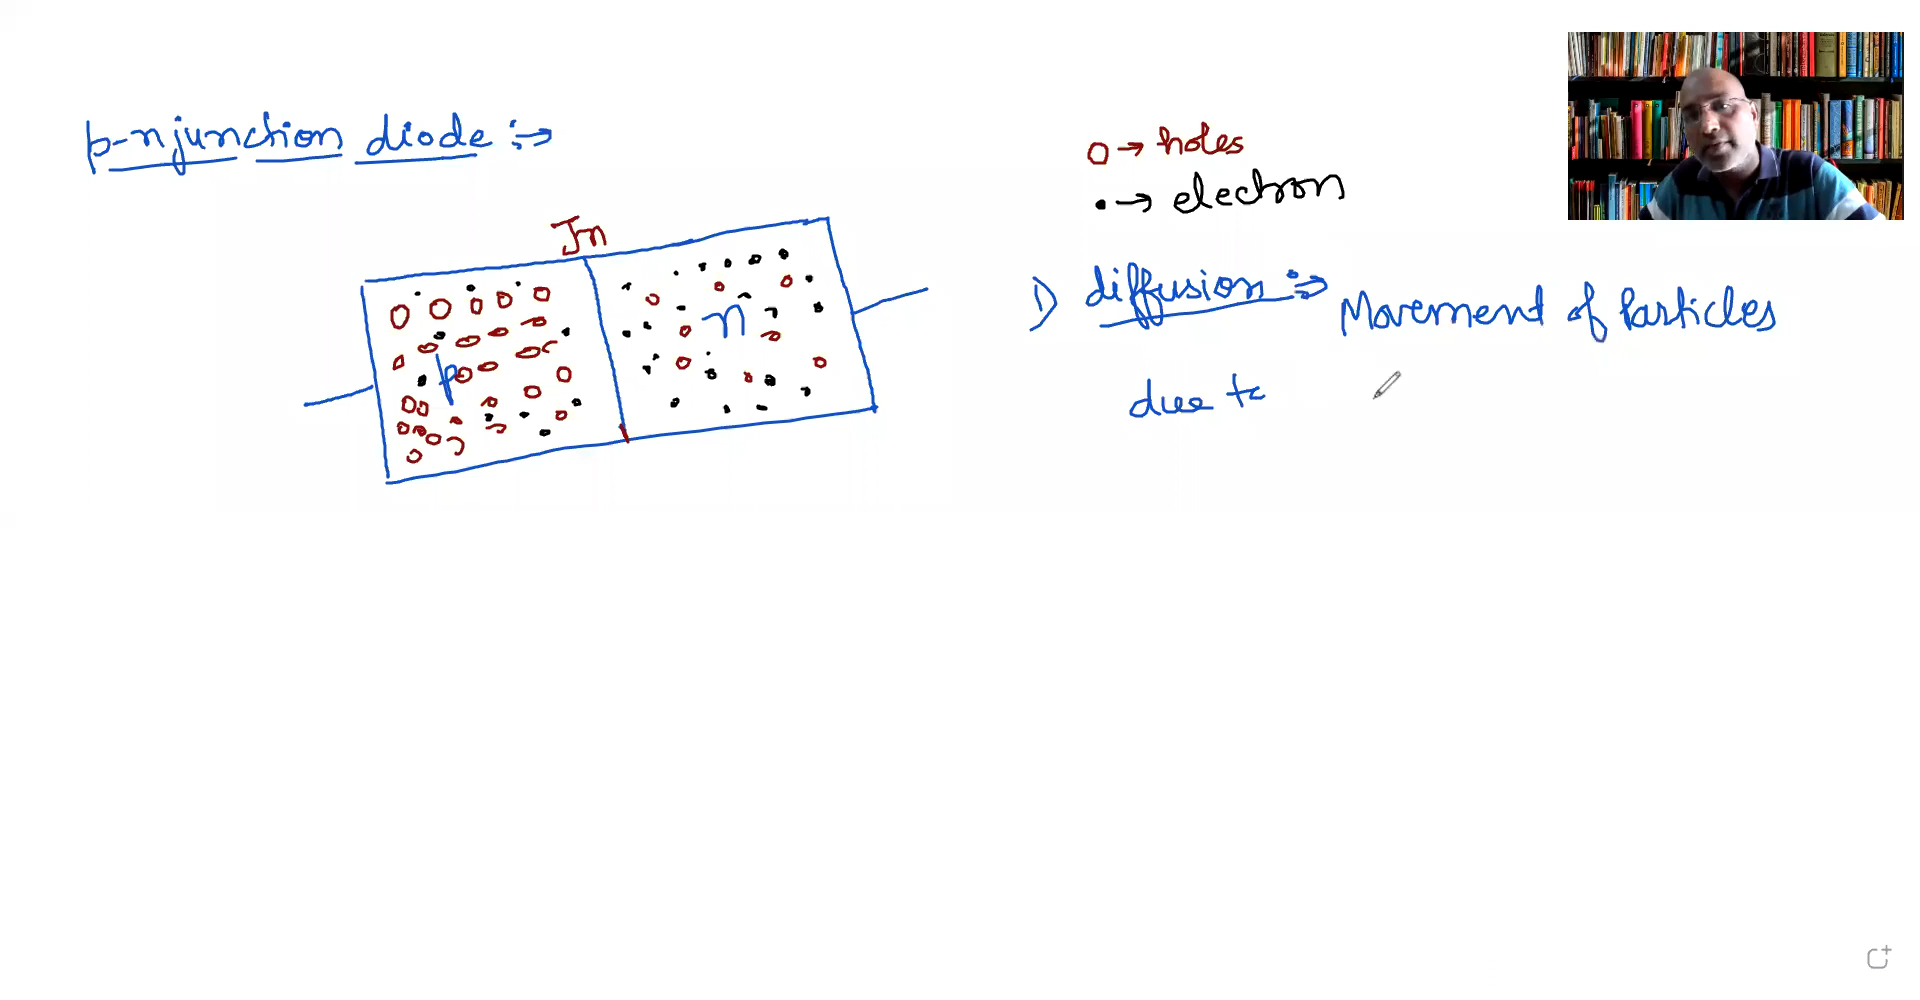 p-n junction diode :→
O → holes
• → electron
Jn
p
n
1) diffusion :→ Movement of Particles
due to